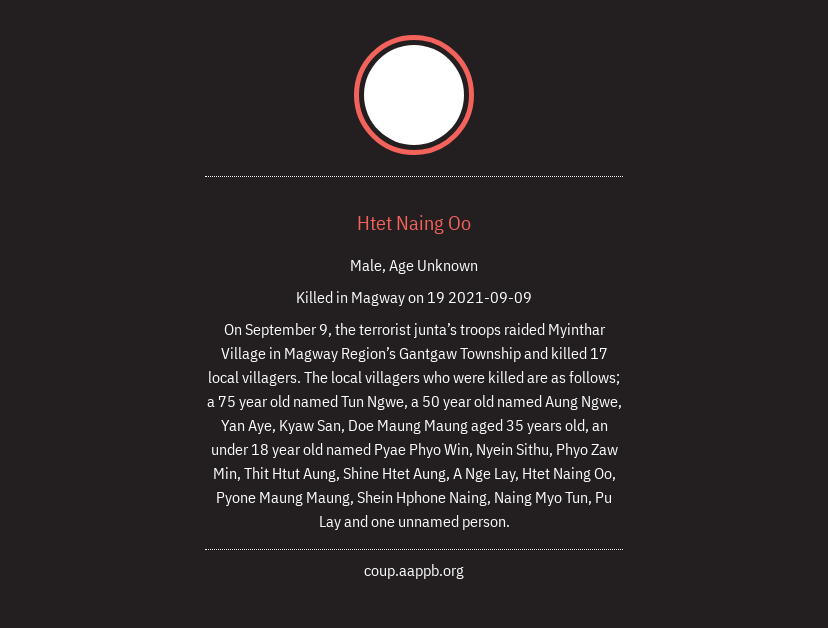 Htet Naing Oo
Male, Age Unknown
Killed in Magway on 19 2021-09-09
On September 9, the terrorist junta’s troops raided Myinthar
Village in Magway Region’s Gantgaw Township and killed 17
local villagers. The local villagers who were killed are as follows;
a 75 year old named Tun Ngwe, a 50 year old named Aung Ngwe,
Yan Aye, Kyaw San, Doe Maung Maung aged 35 years old, an
under 18 year old named Pyae Phyo Win, Nyein Sithu, Phyo Zaw
Min, Thit Htut Aung, Shine Htet Aung, A Nge Lay, Htet Naing Oo,
Pyone Maung Maung, Shein Hphone Naing, Naing Myo Tun, Pu
Lay and one unnamed person.
coup.aappb.org